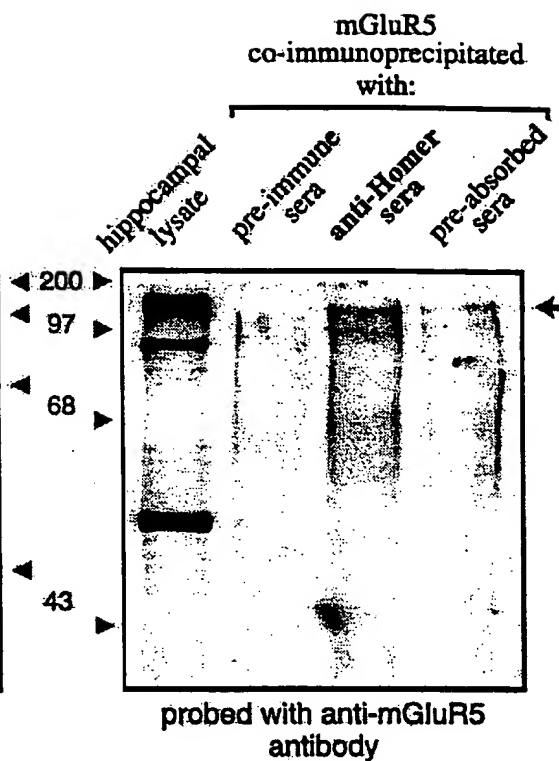 mGluR5
co-immunoprecipitated
with:
hippocampal
lysate
pre-immune
sera
anti-Homer
sera
pre-absorbed
sera
200
97
68
43
probed with anti-mGluR5
antibody